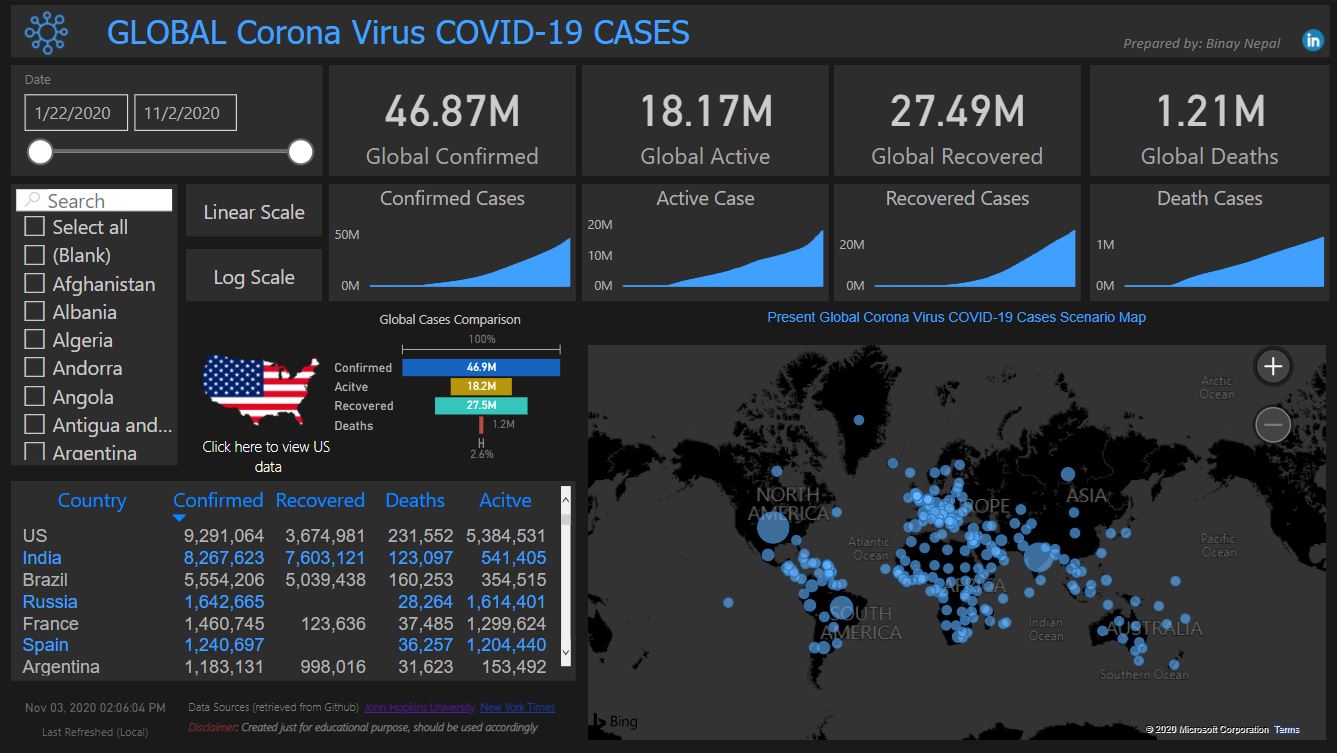 GLOBAL Corona Virus COVID-19 CASES
Prepared by: Binay Nepal
in
Date
1/22/2020 11/2/2020
46.87M
Global Confirmed
18.17M
Global Active
27.49M
Global Recovered
1.21M
Global Deaths
Search
Select all
(Blank)
Afghanistan
Albania
Algeria
Andorra
Angola
Antigua and...
Argentina
Linear Scale
Log Scale
Confirmed Cases
50M
0M
Active Case
20M
10M
0M
Recovered Cases
20M
0M
Death Cases
1M
0M
Click here to view US
data
Global Cases Comparison
100%
Confirmed 46.9M
Acitve 18.2M
Recovered 27.5M
Deaths 1.2M
2.6%
Present Global Corona Virus COVID-19 Cases Scenario Map
Arctic
Ocean
NORTH
AMERICA
EUROPE
ASIA
Atlantic
Ocean
Pacific
Ocean
AFRICA
SOUTH
AMERICA
Indian
Ocean
AUSTRALIA
Southern Ocean
Bing
© 2020 Microsoft Corporation Terms
Country Confirmed Recovered Deaths Acitve
US 9,291,064 3,674,981 231,552 5,384,531
India 8,267,623 7,603,121 123,097 541,405
Brazil 5,554,206 5,039,438 160,253 354,515
Russia 1,642,665 28,264 1,614,401
France 1,460,745 123,636 37,485 1,299,624
Spain 1,240,697 36,257 1,204,440
Argentina 1,183,131 998,016 31,623 153,492
Nov 03, 2020 02:06:04 PM
Last Refreshed (Local)
Data Sources (retrieved from Github) John Hopkins University, New York Times
Disclaimer: Created just for educational purpose, should be used accordingly